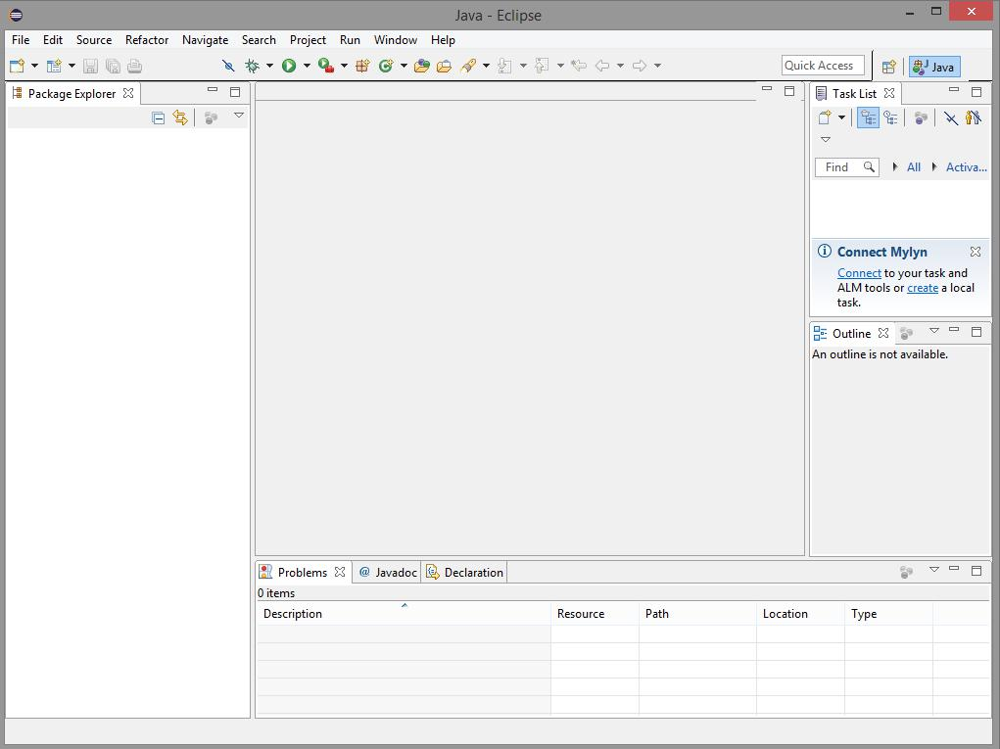 Java - Eclipse
File Edit Source Refactor Navigate Search Project Run Window Help
Quick Access
Java
Package Explorer
Task List
Find
All
Activa...
Connect Mylyn
Connect to your task and
ALM tools or create a local
task.
Outline
An outline is not available.
Problems @ Javadoc Declaration
0 items
Description Resource Path Location Type